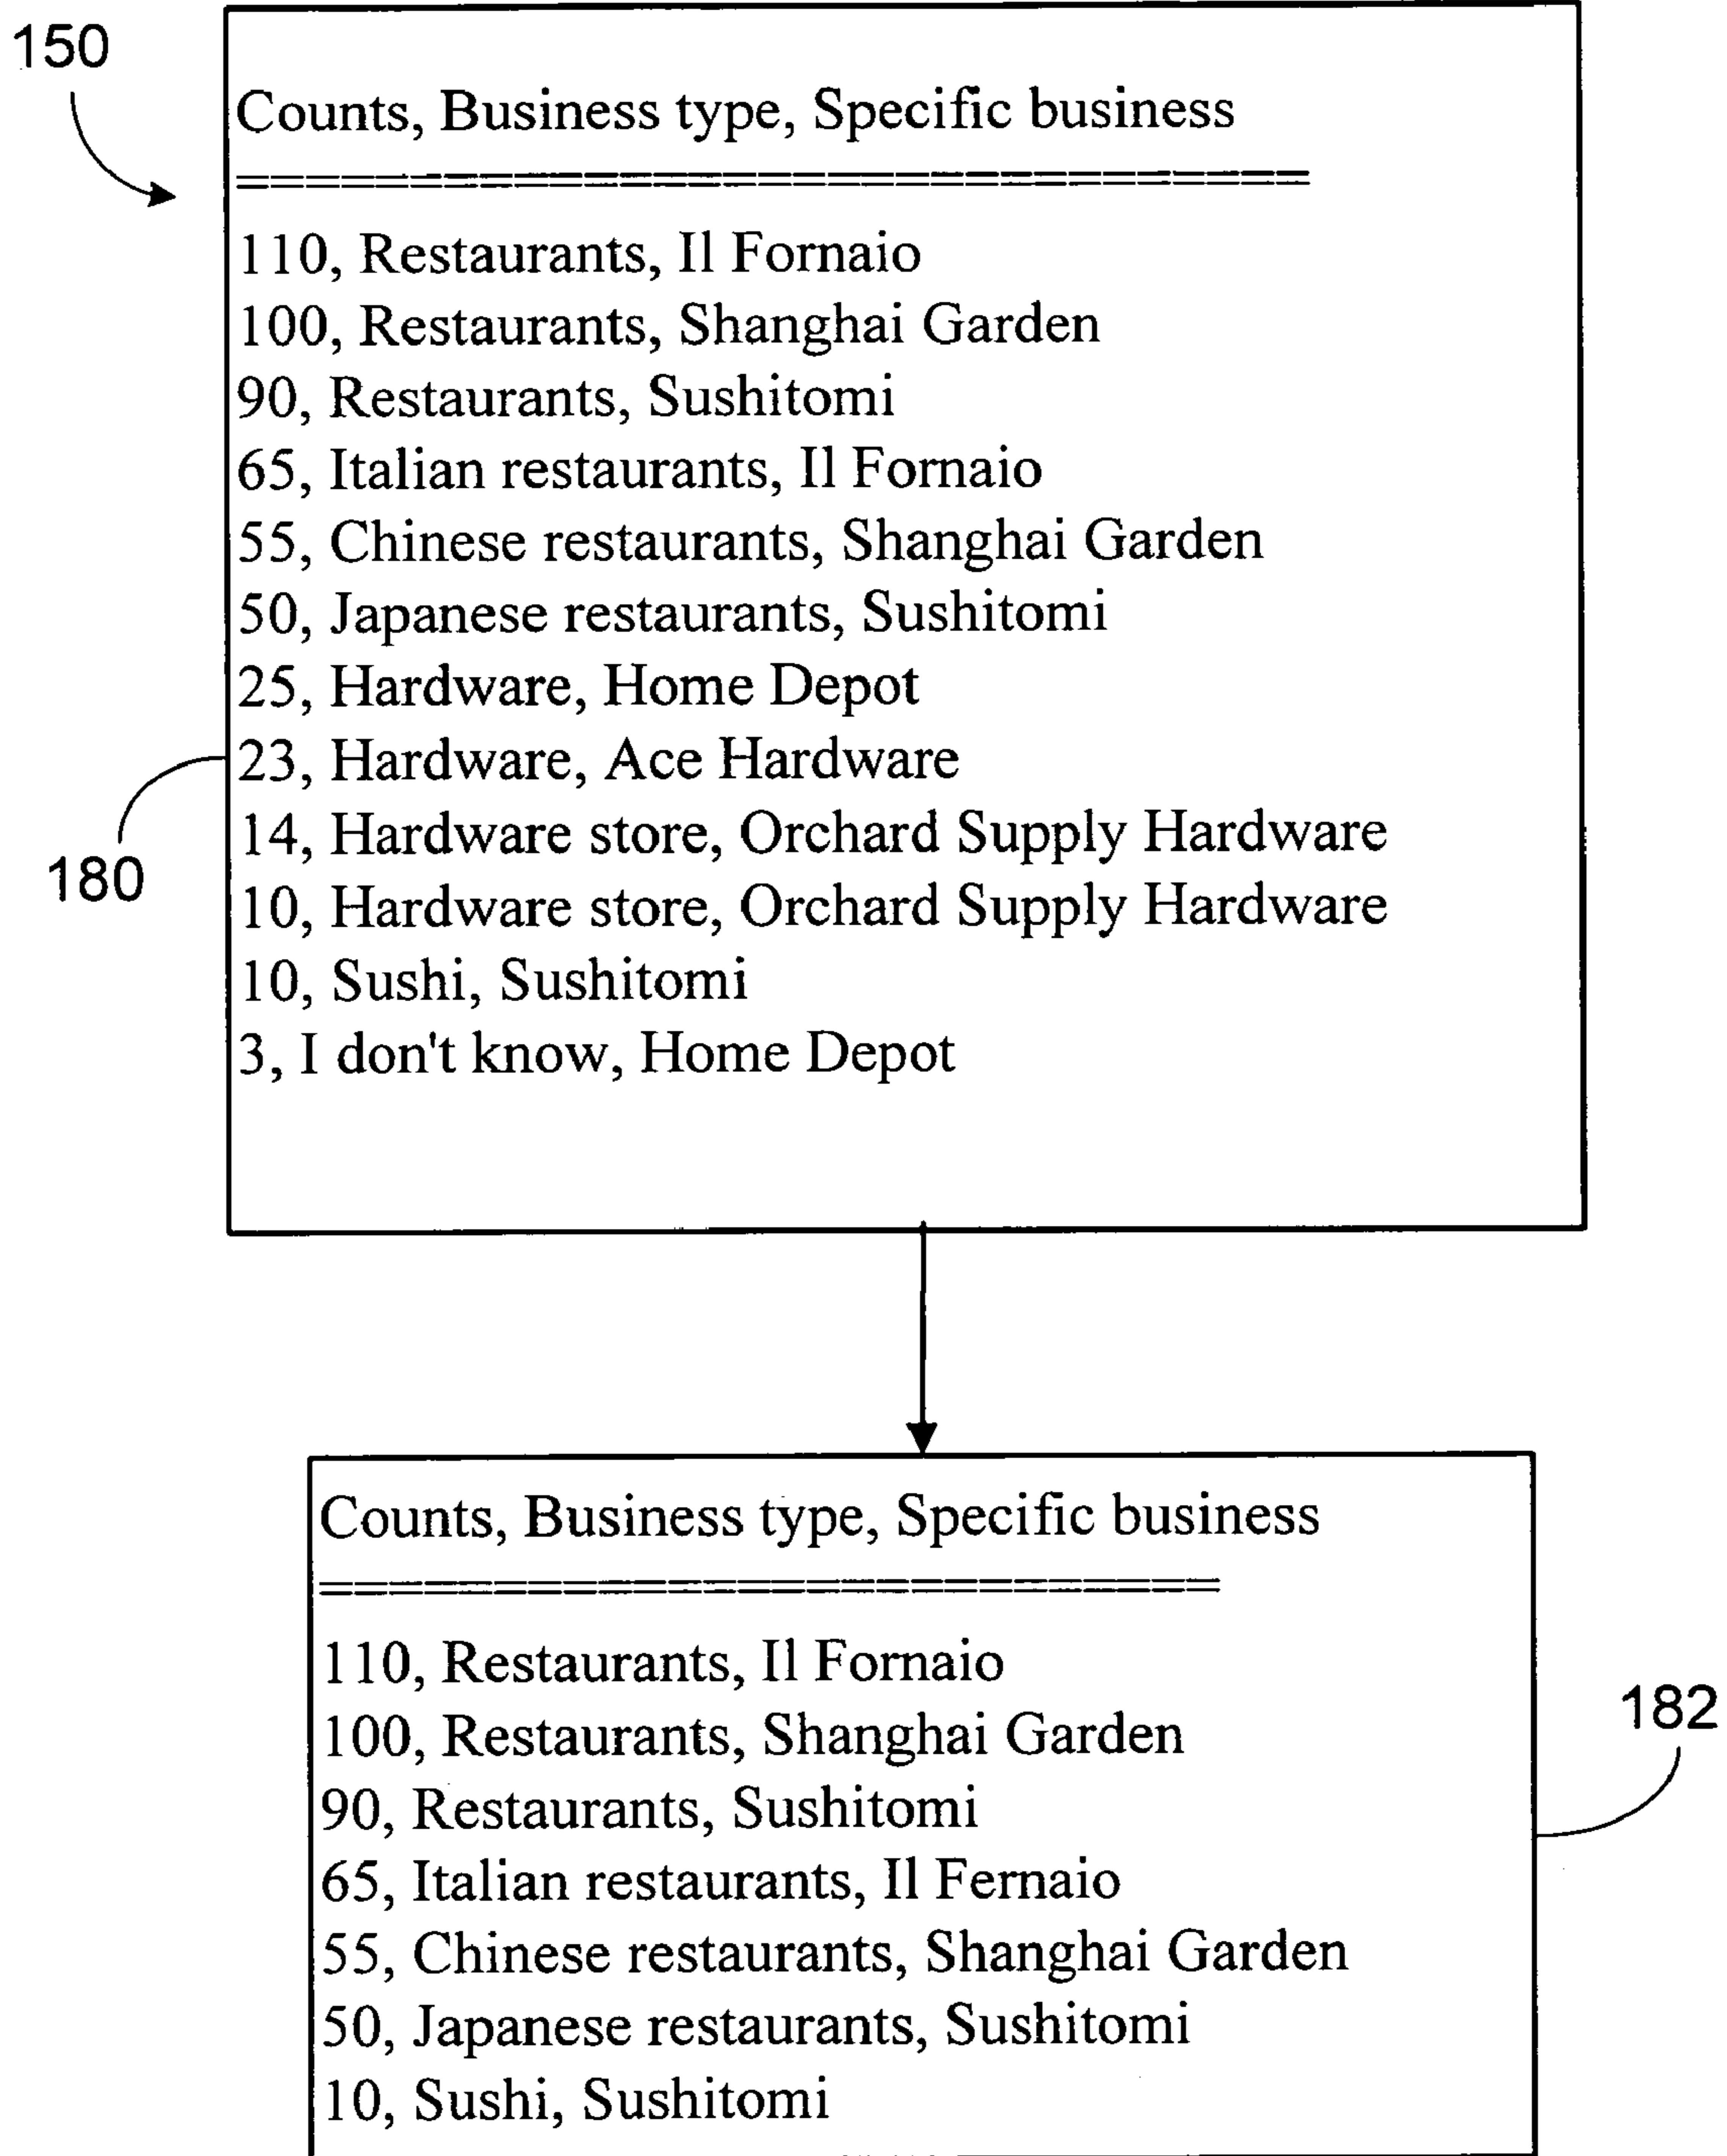 150
Counts, Business type, Specific business
===============================
110, Restaurants, Il Fornaio
100, Restaurants, Shanghai Garden
90, Restaurants, Sushitomi
65, Italian restaurants, Il Fornaio
55, Chinese restaurants, Shanghai Garden
50, Japanese restaurants, Sushitomi
25, Hardware, Home Depot
23, Hardware, Ace Hardware
14, Hardware store, Orchard Supply Hardware
180
10, Hardware store, Orchard Supply Hardware
10, Sushi, Sushitomi
3, I don't know, Home Depot
Counts, Business type, Specific business
==========================
110, Restaurants, Il Fornaio
182
100, Restaurants, Shanghai Garden
90, Restaurants, Sushitomi
65, Italian restaurants, Il Fernaio
55, Chinese restaurants, Shanghai Garden
50, Japanese restaurants, Sushitomi
10, Sushi, Sushitomi